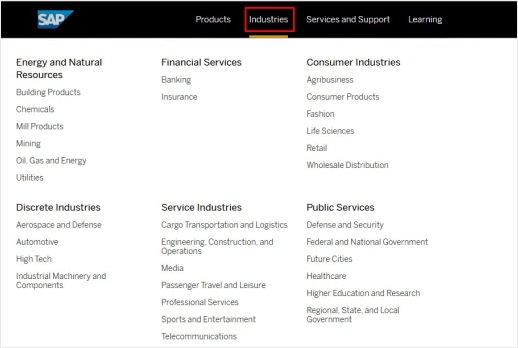 SAP
Products
Industries
Services and Support
Learning
Energy and Natural
Resources
Building Products
Chemicals
Mill Products
Mining
Oil, Gas and Energy
Utilities
Financial Services
Banking
Insurance
Consumer Industries
Agribusiness
Consumer Products
Fashion
Life Sciences
Retail
Wholesale Distribution
Discrete Industries
Aerospace and Defense
Automotive
High Tech
Industrial Machinery and
Components
Service Industries
Cargo Transportation and Logistics
Engineering, Construction, and
Operations
Media
Passenger Travel and Leisure
Professional Services
Sports and Entertainment
Telecommunications
Public Services
Defense and Security
Federal and National Government
Future Cities
Healthcare
Higher Education and Research
Regional, State, and Local
Government